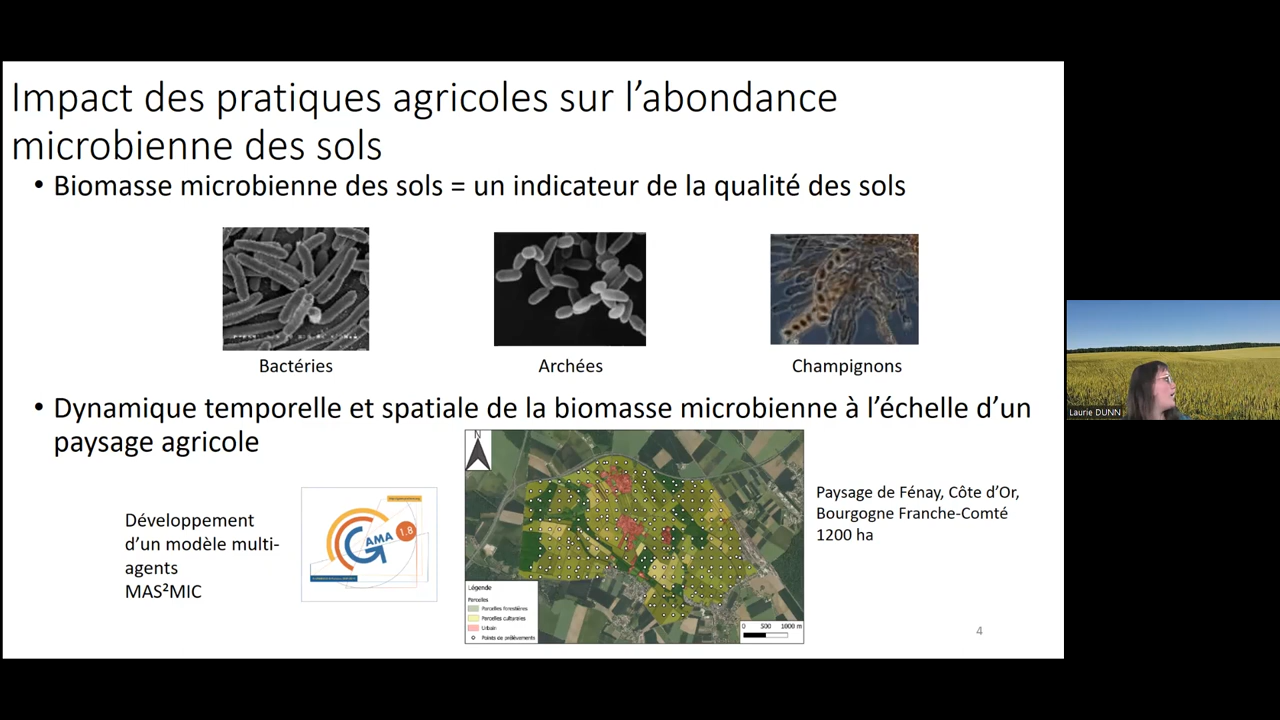 Impact des pratiques agricoles sur l’abondance
microbienne des sols
• Biomasse microbienne des sols = un indicateur de la qualité des sols
Bactéries
Archées
Champignons
• Dynamique temporelle et spatiale de la biomasse microbienne à l’échelle d’un
paysage agricole
Développement
d’un modèle multi-
agents
MAS²MIC
GAMA
1.8
N
Légende
Parcelles
Parcelles forestières
Parcelles culturales
Urbain
Points de prélèvements
0 500 1000 m
Paysage de Fénay, Côte d’Or,
Bourgogne Franche-Comté
1200 ha
4
Laurie DUNN